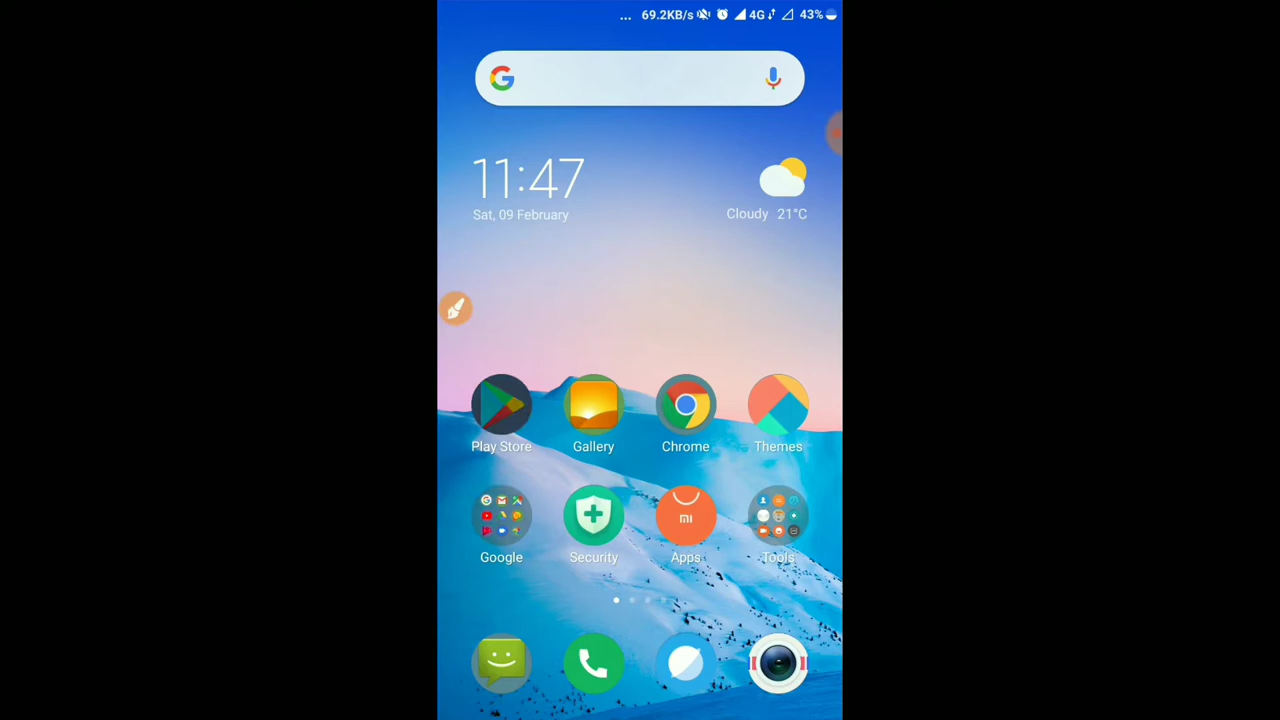 ... 69.2KB/s 4G 43%
11:47
Sat, 09 February
Cloudy 21°C
Play Store Gallery Chrome Themes
mi
Google Security Apps Tools